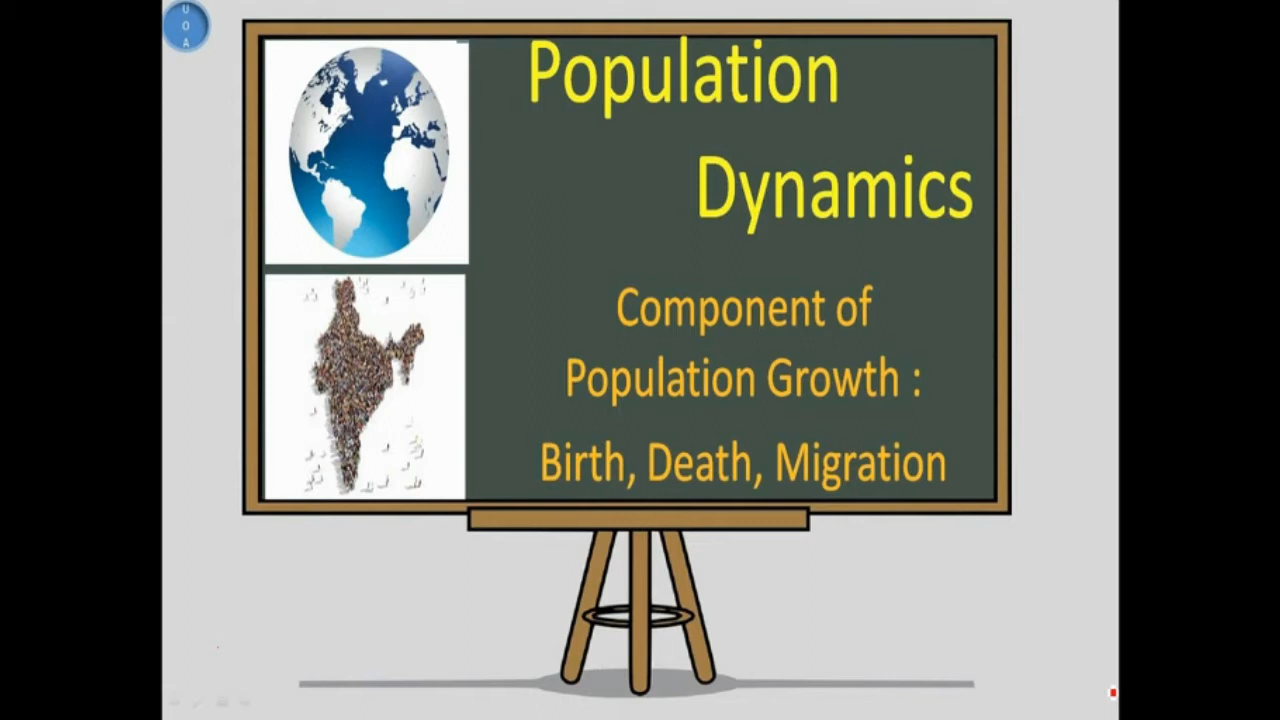 U
O
A
Population
Dynamics
Component of
Population Growth :
Birth, Death, Migration